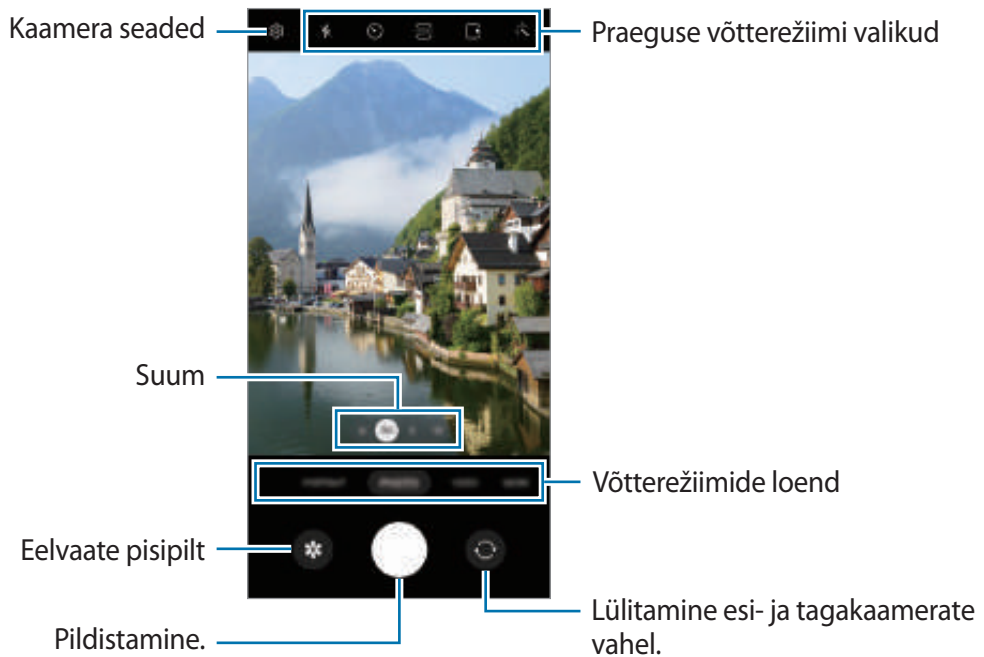 Kaamera seaded
Praeguse võtterežiimi valikud
Suum
Võtterežiimide loend
Eelvaate pisipilt
Pildistamine.
Lülitamine esi- ja tagakaamerate
vahel.